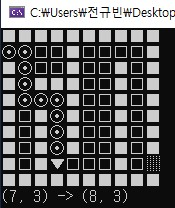 C:₩Users₩전규빈₩Desktop
(7, 3) -> (8, 3)